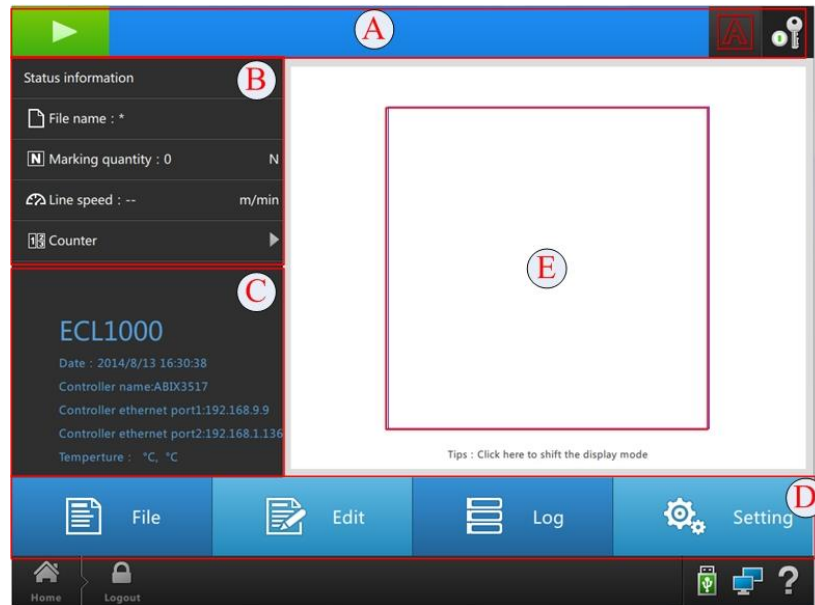 A
A
Status information
B
File name : *
N Marking quantity : 0 N
Line speed : -- m/min
Counter
C
ECL1000
Date : 2014/8/13 16:30:38
Controller name:ABIX3517
Controller ethernet port1:192.168.9.9
Controller ethernet port2:192.168.1.136
Temperture : °C, °C
E
Tips : Click here to shift the display mode
D
File Edit Log Setting
Home Logout ?